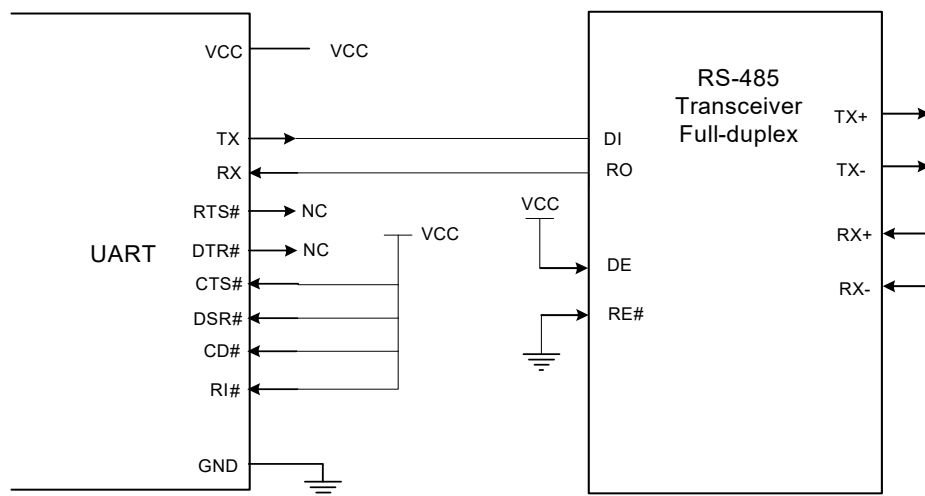 VCC
VCC
TX
RX
RTS#
NC
DTR#
NC
VCC
UART
CTS#
DSR#
CD#
RI#
GND
RS-485
Transceiver
Full-duplex
DI
RO
VCC
DE
RE#
TX+
TX-
RX+
RX-